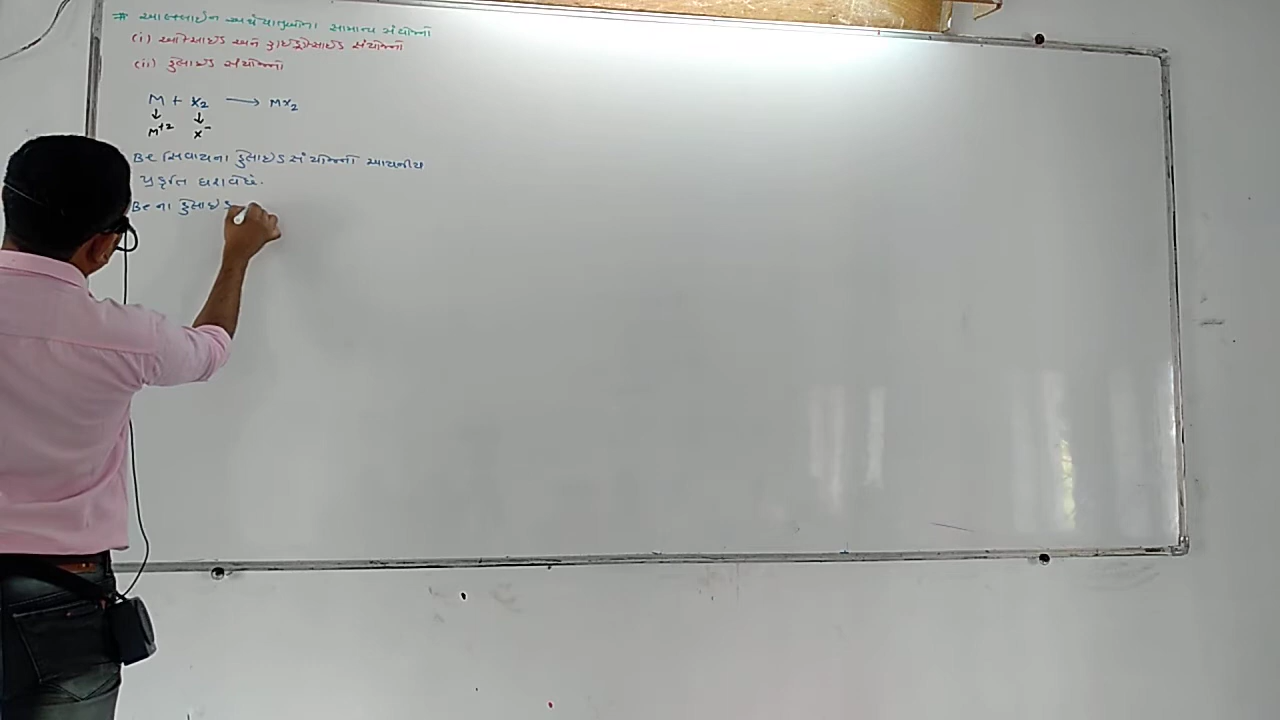 # આલ્કલાઇન અર્થધાતુઓના સામાન્ય સંયોજનો
(i) ઓક્સાઇડ અને હાઇડ્રોક્સાઇડ સંયોજનો
(ii) હેલાઇડ સંયોજનો
M + X₂ ⟶ MX₂
↓ ↓
M⁺² X⁻
Be સિવાયના હેલાઇડ સંયોજનો આયનીય
પ્રકૃતિ ધરાવે છે.
Be ના હેલાઇડ